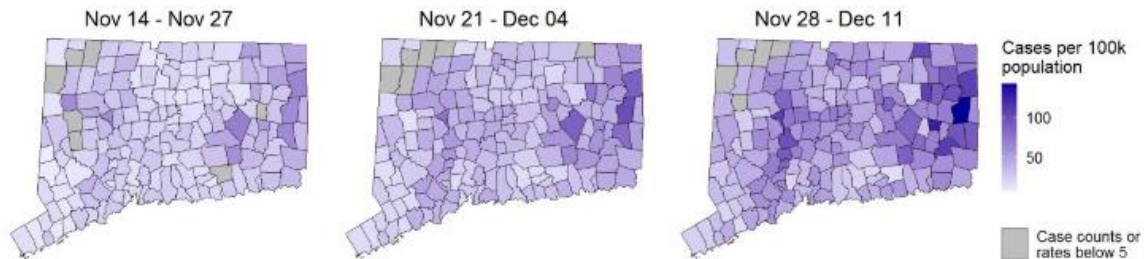 Nov 14 - Nov 27
Nov 21 - Dec 04
Nov 28 - Dec 11
Cases per 100k
population
100
50
Case counts or
rates below 5